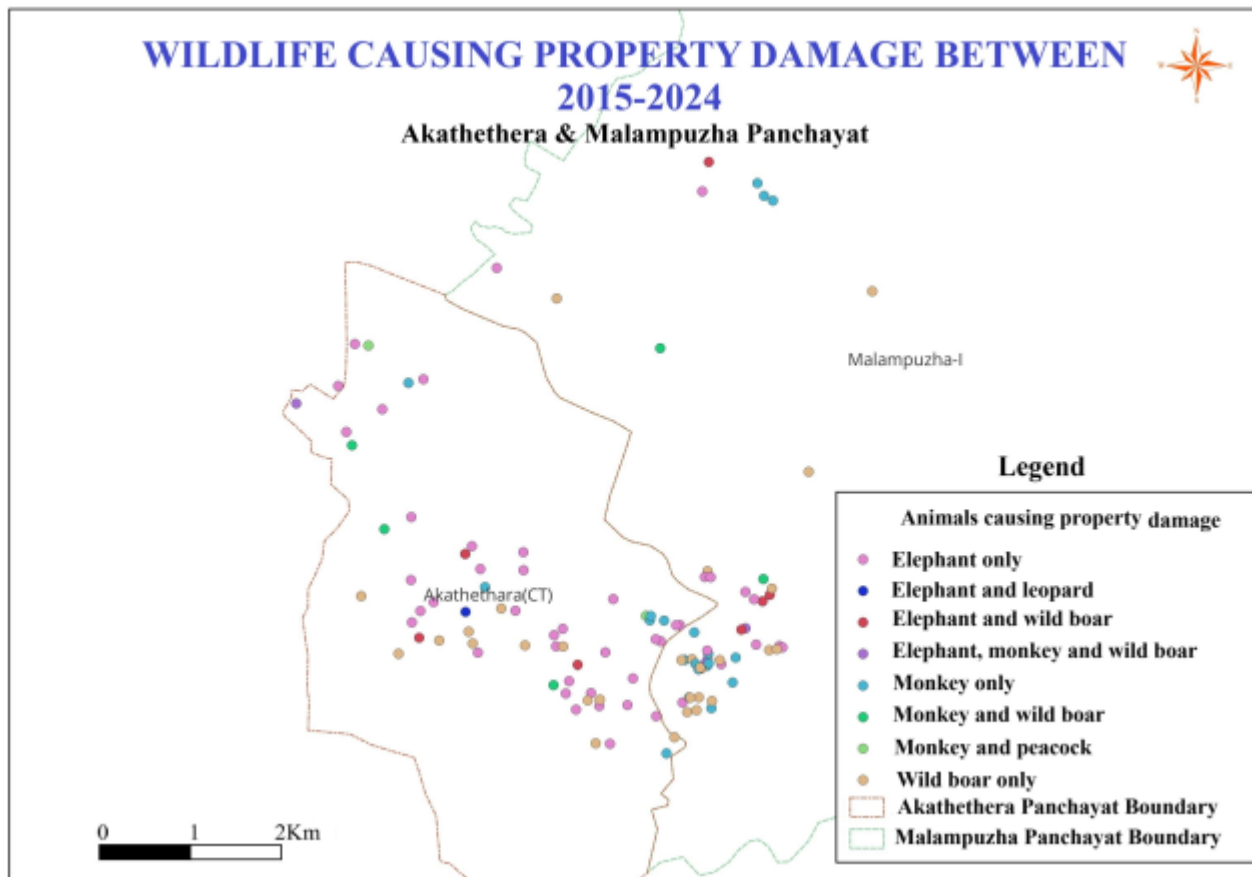 WILDLIFE CAUSING PROPERTY DAMAGE BETWEEN
2015-2024
Akathethera & Malampuzha Panchayat
N
W
E
S
Malampuzha-I
Akathethara(CT)
Legend
Animals causing property damage
Elephant only
Elephant and leopard
Elephant and wild boar
Elephant, monkey and wild boar
Monkey only
Monkey and wild boar
Monkey and peacock
Wild boar only
Akathethera Panchayat Boundary
Malampuzha Panchayat Boundary
0 1 2Km